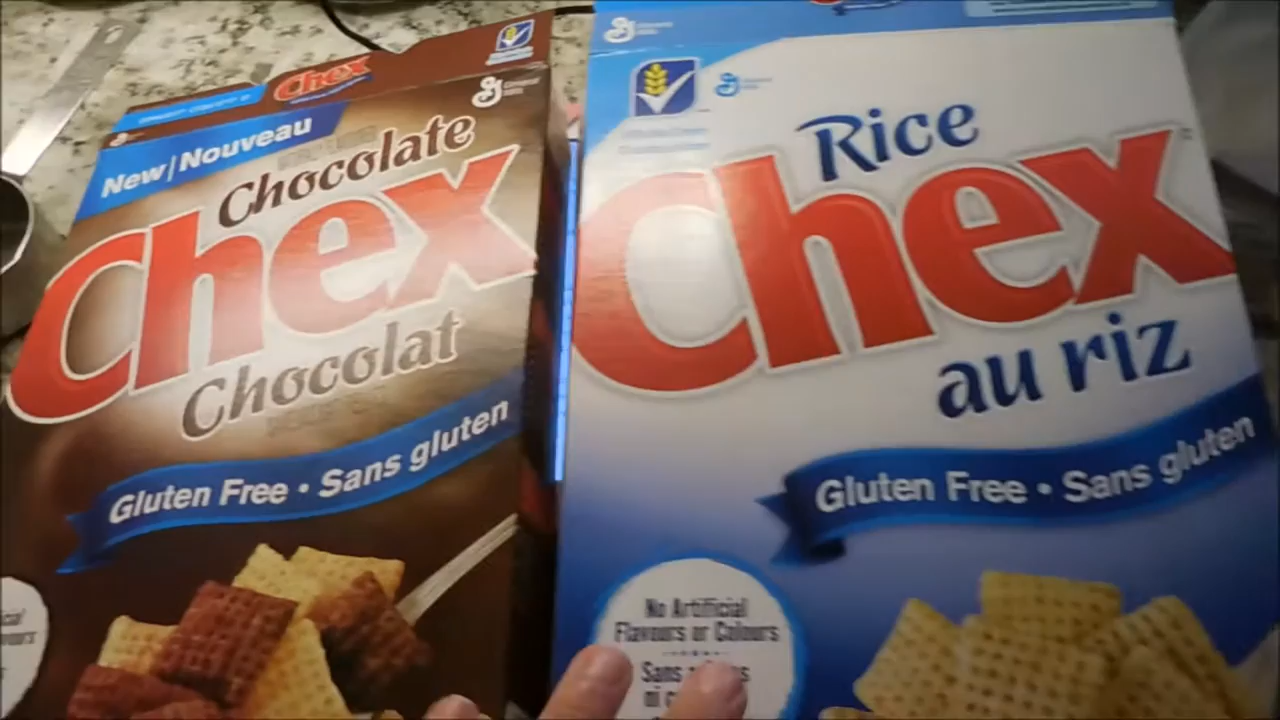 Chex
New | Nouveau
Chocolate
Chex
Chocolat
Gluten Free • Sans gluten
Rice
Chex
au riz
Gluten Free • Sans gluten
No Artificial
Flavours or Colours
Sans
ni